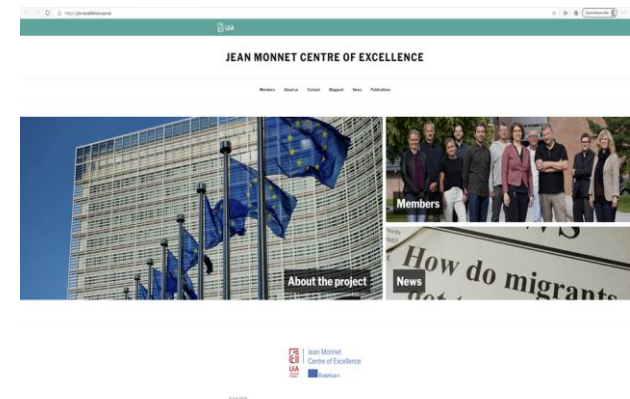 UiA
JEAN MONNET CENTRE OF EXCELLENCE
Members About us Contact Blogpost News Publications
Members
About the project
News
How do migrants
Jean Monnet
Centre of Excellence
UiA
Erasmus+